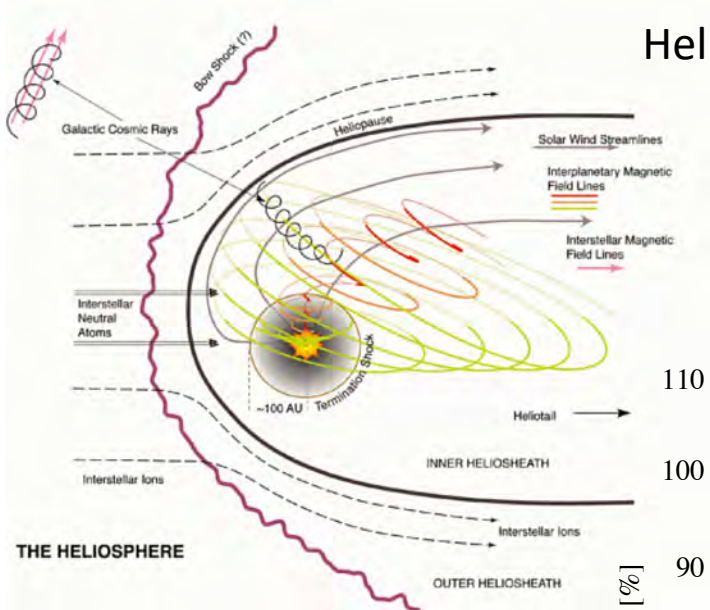 Hel
Bow Shock (?)
Galactic Cosmic Rays
Heliopause
Solar Wind Streamlines
Interplanetary Magnetic
Field Lines
Interstellar Magnetic
Field Lines
Interstellar
Neutral
Atoms
Termination Shock
~100 AU
110
Heliotail
INNER HELIOSHEATH
100
Interstellar Ions
Interstellar Ions
THE HELIOSPHERE
OUTER HELIOSHEATH
[%]
90